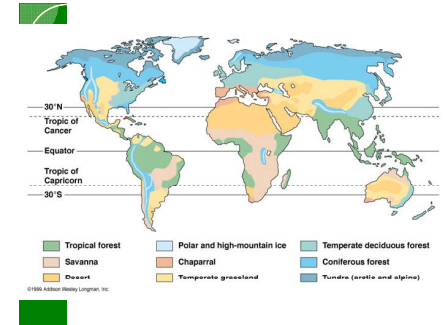 30°N
Tropic of
Cancer
Equator
Tropic of
Capricorn
30°S
Tropical forest
Polar and high-mountain ice
Temperate deciduous forest
Savanna
Chaparral
Coniferous forest
Desert
Temperate grassland
Tundra (arctic and alpine)
©1999 Addison Wesley Longman, Inc